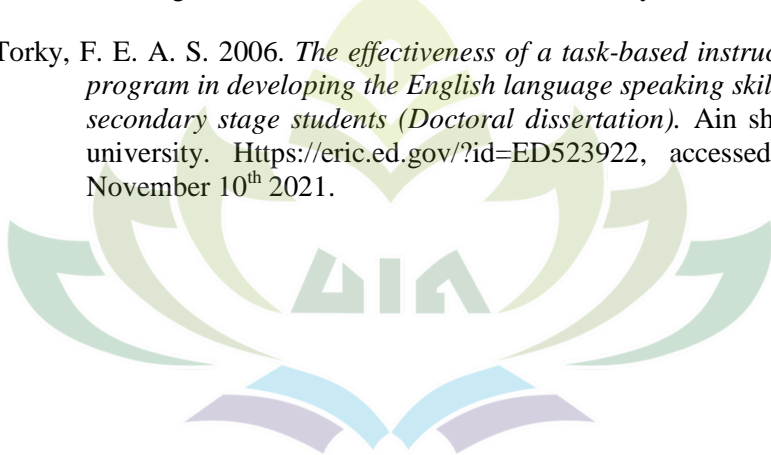 Torky, F. E. A. S. 2006. The effectiveness of a task-based instruc
program in developing the English language speaking skil
secondary stage students (Doctoral dissertation). Ain sh
university. Https://eric.ed.gov/?id=ED523922, accessed
November 10th 2021.
UIN